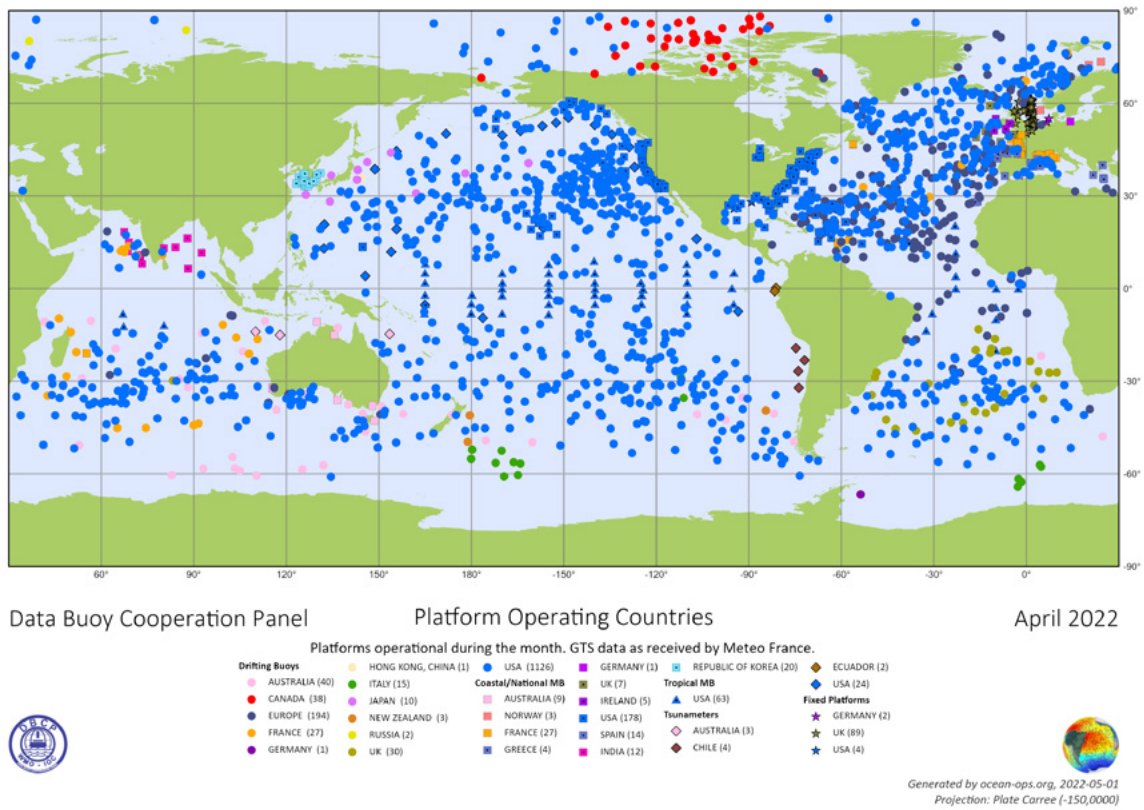 90°
60°
30°
0°
-30°
-60°
-90°
60° 90° 120° 150° 180° -150° -120° -90° -60° -30° 0°
Data Buoy Cooperation Panel Platform Operating Countries April 2022
Platforms operational during the month. GTS data as received by Meteo France.
Drifting Buoys
AUSTRALIA (40)
CANADA (38)
EUROPE (194)
FRANCE (27)
GERMANY (1)
HONG KONG, CHINA (1)
ITALY (15)
JAPAN (10)
NEW ZEALAND (3)
RUSSIA (2)
UK (30)
USA (1126)
Coastal/National MB
AUSTRALIA (9)
NORWAY (3)
FRANCE (27)
GREECE (4)
GERMANY (1)
UK (7)
IRELAND (5)
USA (178)
SPAIN (14)
INDIA (12)
REPUBLIC OF KOREA (20)
Tropical MB
USA (63)
Tsunameters
AUSTRALIA (3)
CHILE (4)
ECUADOR (2)
USA (24)
Fixed Platforms
GERMANY (2)
UK (89)
USA (4)
DBCP
WMO - IOC
Generated by ocean-ops.org, 2022-05-01
Projection: Plate Carree (-150,0000)